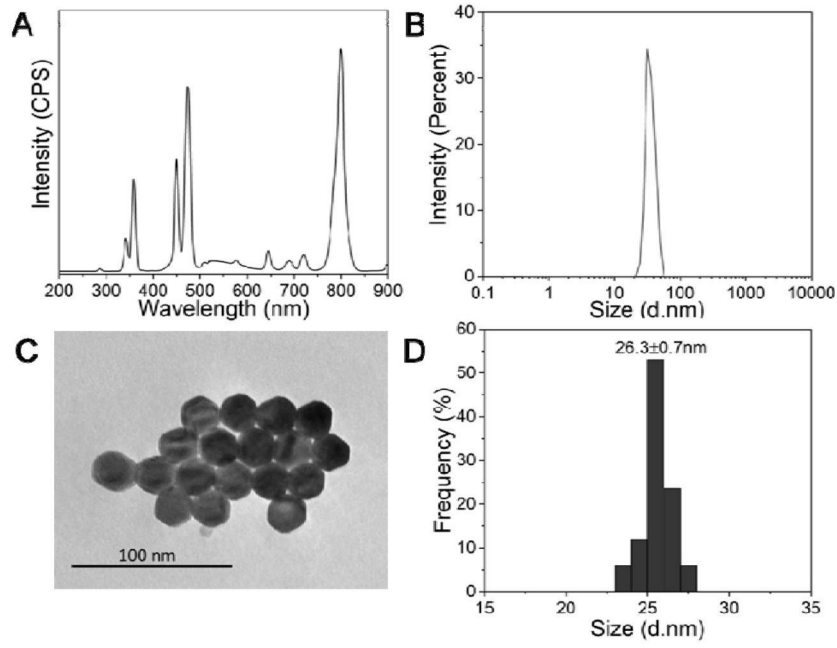 A
Intensity (CPS)
200 300 400 500 600 700 800 900
Wavelength (nm)
B
Intensity (Percent)
40
30
20
10
0
0.1 1 10 100 1000 10000
Size (d.nm)
C
100 nm
D
26.3±0.7nm
Frequency (%)
60
50
40
30
20
10
0
15 20 25 30 35
Size (d.nm)